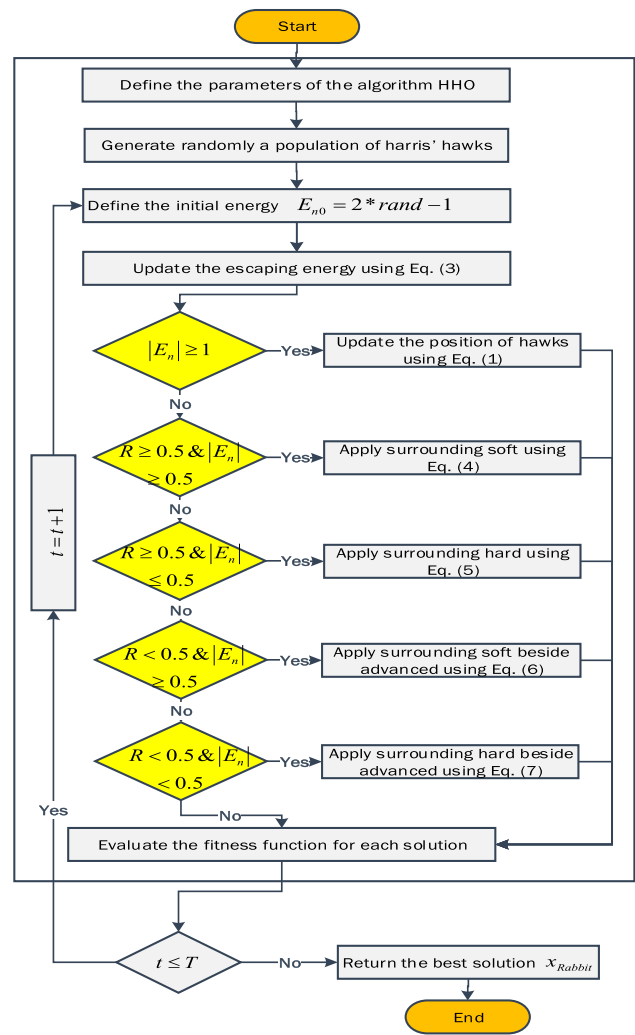 Start
Define the parameters of the algorithm HHO
Generate randomly a population of harris' hawks
Define the initial energy E_{n0} = 2 * rand − 1
Update the escaping energy using Eq. (3)
|E_n| ≥ 1
Yes
Update the position of hawks
using Eq. (1)
No
R ≥ 0.5 & |E_n|
≥ 0.5
Yes
Apply surrounding soft using
Eq. (4)
No
R ≥ 0.5 & |E_n|
≤ 0.5
Yes
Apply surrounding hard using
Eq. (5)
t = t+1
No
R < 0.5 & |E_n|
≥ 0.5
Yes
Apply surrounding soft beside
advanced using Eq. (6)
No
R < 0.5 & |E_n|
< 0.5
Yes
Apply surrounding hard beside
advanced using Eq. (7)
Yes
No
Evaluate the fitness function for each solution
t ≤ T
No
Return the best solution x_{Rabbit}
End